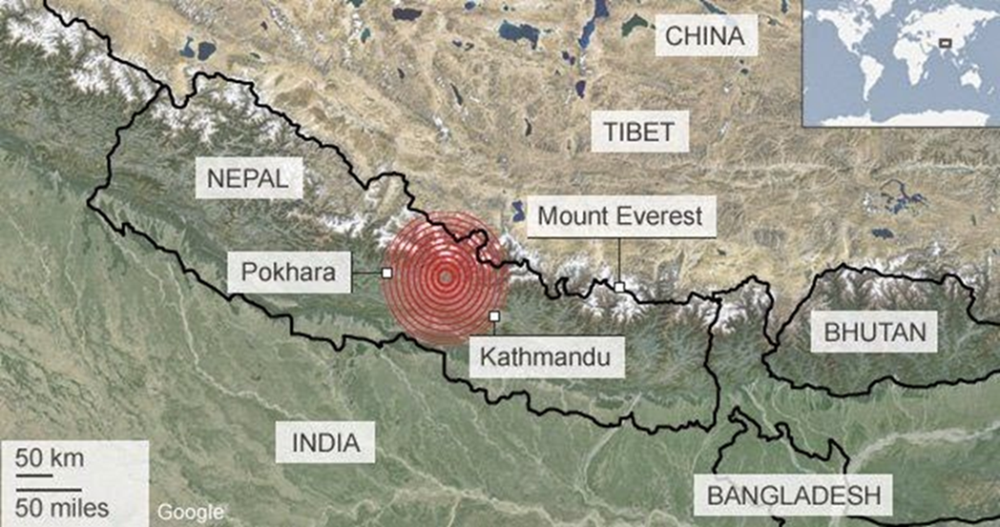 CHINA
TIBET
NEPAL
Mount Everest
Pokhara
BHUTAN
Kathmandu
INDIA
50 km
50 miles
BANGLADESH
Google